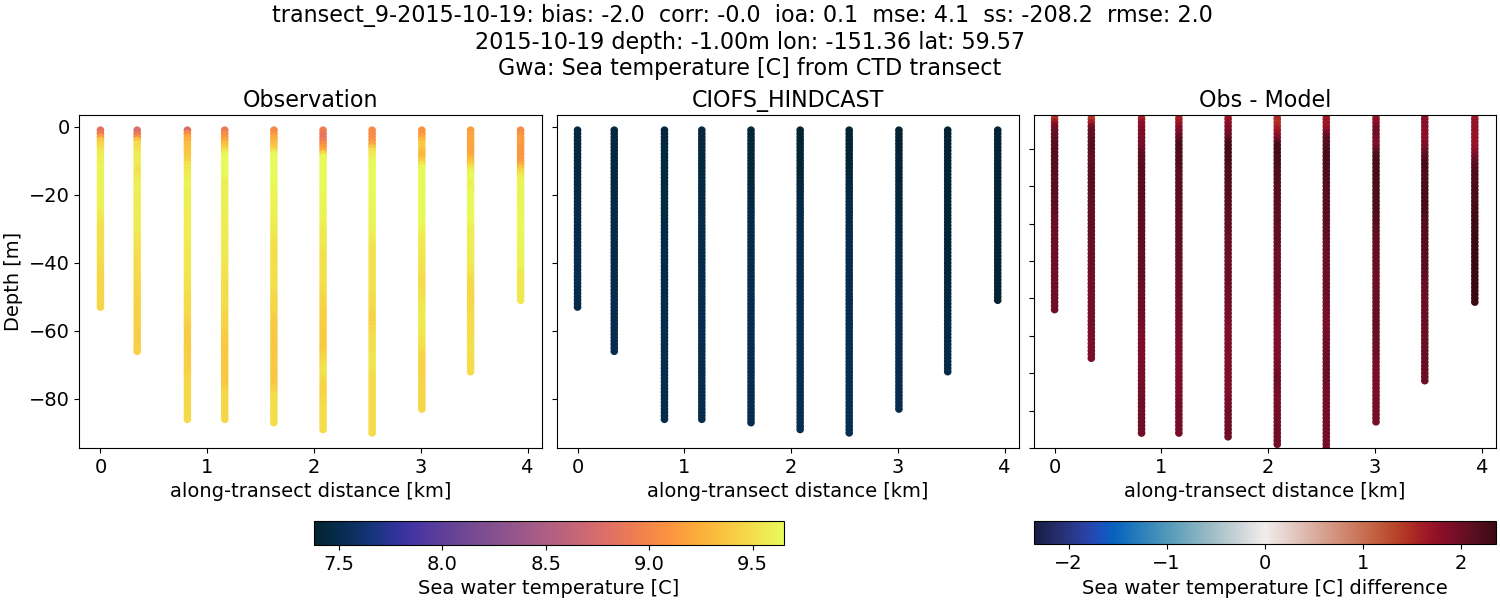 transect_9-2015-10-19: bias: -2.0  corr: -0.0  ioa: 0.1  mse: 4.1  ss: -208.2  rmse: 2.0
2015-10-19 depth: -1.00m lon: -151.36 lat: 59.57
Gwa: Sea temperature [C] from CTD transect
Observation
CIOFS_HINDCAST
Obs - Model
Depth [m]
0
−20
−40
−60
−80
0 1 2 3 4
0 1 2 3 4
0 1 2 3 4
along-transect distance [km]
along-transect distance [km]
along-transect distance [km]
7.5 8.0 8.5 9.0 9.5
Sea water temperature [C]
−2 −1 0 1 2
Sea water temperature [C] difference